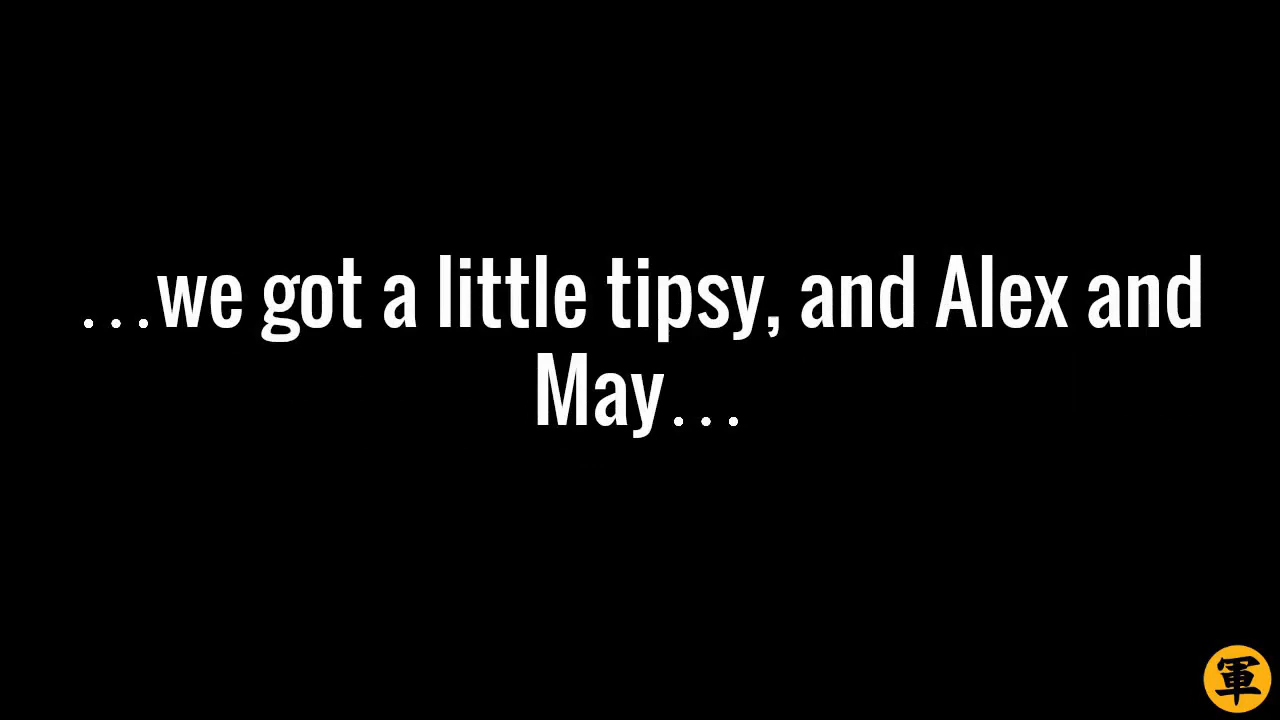 …we got a little tipsy, and Alex and
May…
軍